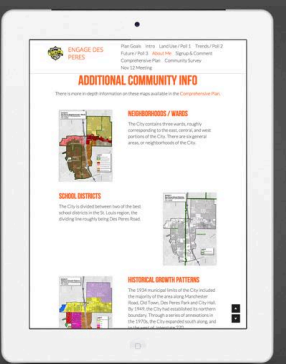 ENGAGE DES
PERES
Plan Goals Intro Land Use / Poll 1 Trends / Poll 2
Future / Poll 3 About Me Signup & Comment
Comprehensive Plan Community Survey
Nov 12 Meeting
ADDITIONAL COMMUNITY INFO
There is more in-depth information on these maps available in the Comprehensive Plan.
NEIGHBORHOODS / WARDS
The City contains three wards, roughly
corresponding to the east, central, and west
portions of the City. There are six general
areas, or neighborhoods of the City.
SCHOOL DISTRICTS
The City is divided between two of the best
school districts in the St. Louis region, the
dividing line roughly being Des Peres Road.
HISTORICAL GROWTH PATTERNS
The 1934 municipal limits of the City included
the majority of the area along Manchester
Road, Old Town, Des Peres Park and City Hall.
By 1949, the City had established its northern
boundary. Through a series of annexations in
the 1970s, the City expanded south along, and